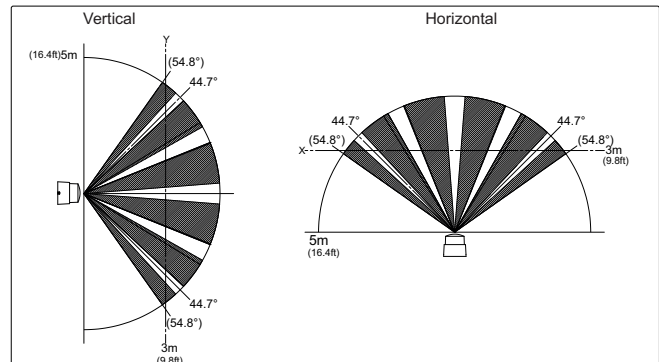 Vertical
Y
(16.4ft)5m
(54.8°)
44.7°
44.7°
(54.8°)
3m
(9.8ft)
Horizontal
44.7°
(54.8°)
X
44.7°
3m
(9.8ft)
(54.8°)
5m
(16.4ft)